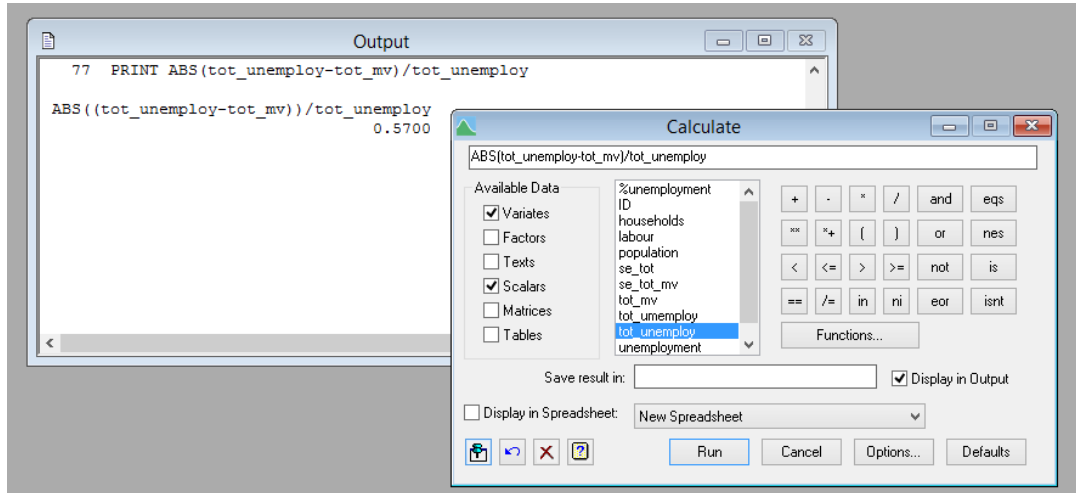 Output
77 PRINT ABS(tot_unemploy-tot_mv)/tot_unemploy
ABS((tot_unemploy-tot_mv))/tot_unemploy
0.5700
Calculate
ABS(tot_unemploy-tot_mv)/tot_unemploy
Available Data
Variates
Factors
Texts
Scalars
Matrices
Tables
%unemployment
ID
households
labour
population
se_tot
se_tot_mv
tot_mv
tot_umemploy
tot_unemploy
unemployment
+ - * / and eqs
** *+ ( ) or nes
< <= > >= not is
== /= in ni eor isnt
Functions...
Save result in:
Display in Output
Display in Spreadsheet: New Spreadsheet
Run Cancel Options... Defaults